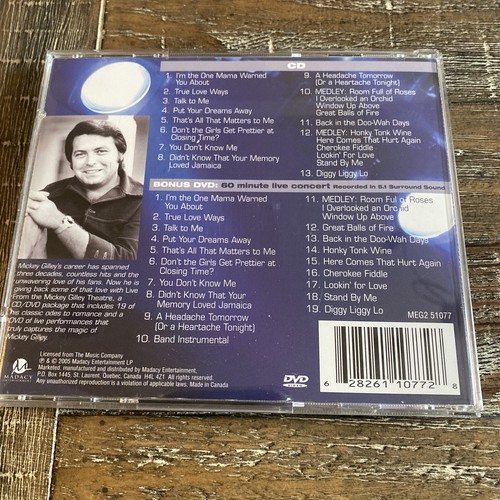 CD
1. I'm the One Mama Warned
You About
2. True Love Ways
3. Talk to Me
4. Put Your Dreams Away
5. That's All That Matters to Me
6. Don't the Girls Get Prettier at
Closing Time?
7. You Don't Know Me
8. Didn't Know That Your Memory
Loved Jamaica
9. A Headache Tomorrow
(Or a Heartache Tonight)
10. MEDLEY: Room Full of Roses
I Overlooked an Orchid
Window Up Above
Great Balls of Fire
11. Back in the Doo-Wah Days
12. MEDLEY: Honky Tonk Wine
Here Comes That Hurt Again
Cherokee Fiddle
Lookin' For Love
Stand By Me
13. Diggy Liggy Lo
BONUS DVD: 60 minute live concert Recorded in 5.1 Surround Sound
1. I'm the One Mama Warned
You About
2. True Love Ways
3. Talk to Me
4. Put Your Dreams Away
5. That's All That Matters to Me
6. Don't the Girls Get Prettier at
Closing Time?
7. You Don't Know Me
8. Didn't Know That Your
Memory Loved Jamaica
9. A Headache Tomorrow
(Or a Heartache Tonight)
10. Band Instrumental
11. MEDLEY: Room Full of Roses
I Overlooked an Orchid
Window Up Above
12. Great Balls of Fire
13. Back in the Doo-Wah Days
14. Honky Tonk Wine
15. Here Comes That Hurt Again
16. Cherokee Fiddle
17. Lookin' for Love
18. Stand By Me
19. Diggy Liggy Lo
Mickey Gilley's career has spanned
three decades, countless hits and the
unwavering love of his fans. Now he is
giving back some of that love with Live
From the Mickey Gilley Theatre, a
CD/DVD package that includes 19 of
his classic odes to romance and a
DVD of live performances that
truly captures the magic of
Mickey Gilley.
MEG2 51077
M
MADACY
ENTERTAINMENT
Licensed from The Music Company
℗ & © 2005 Madacy Entertainment LP
Marketed, manufactured and distributed by Madacy Entertainment.
P.O. Box 1445, St. Laurent, Quebec, Canada H4L 4Z1 All rights reserved.
Any unauthorized reproduction is a violation of applicable laws. Made in Canada
DVD
VIDEO
6 28261 10772 8